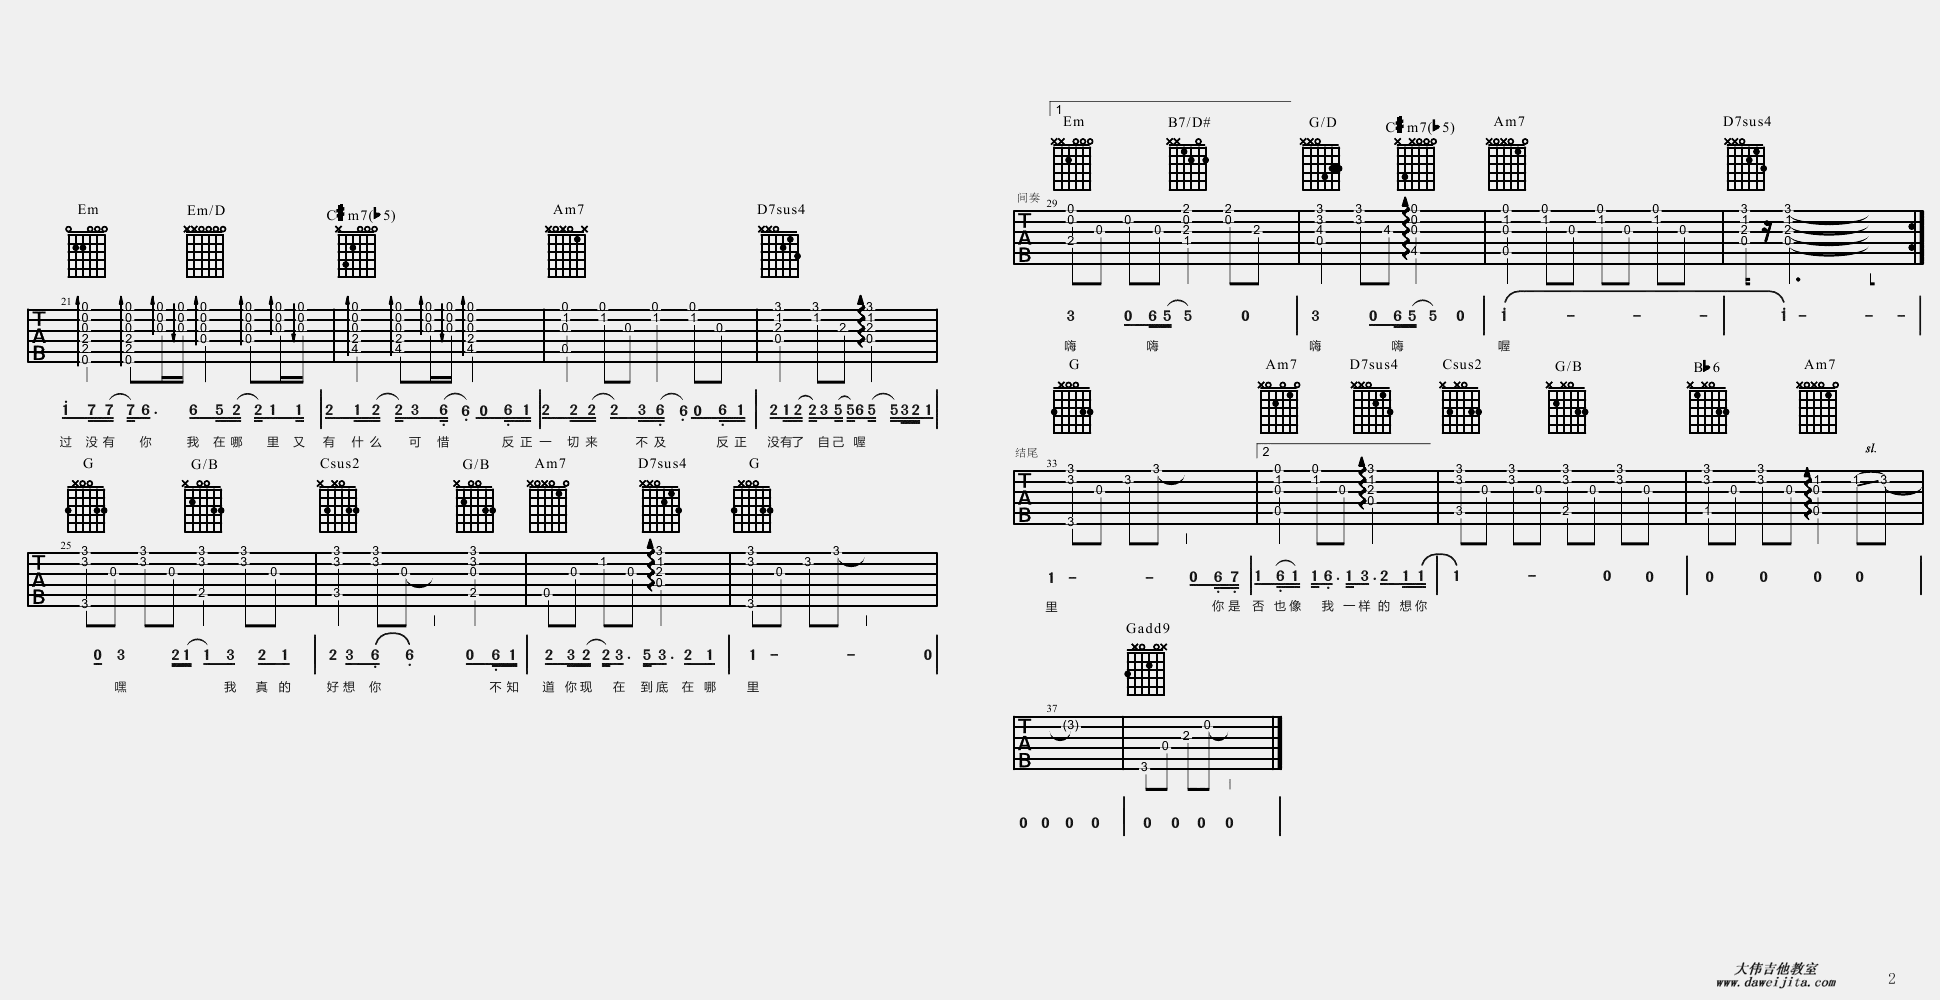 Em Em/D C#m7(b5) Am7 D7sus4
21
TAB
i 7 7 7 6. 6 5 2 2 1 1 2 1 2 2 3 6 6 0 6 1 2 2 2 2 3 6 6 0 6 1 2 1 2 2 3 5 5 6 5 5 3 2 1
过 没有 你 我 在哪 里 又 有 什么 可 惜 反正 一 切来 不及 反正 没有了 自己 喔
G G/B Csus2 G/B Am7 D7sus4 G
25
TAB
0 3 2 1 1 3 2 1 2 3 6 6 0 6 1 2 3 2 2 3. 5 3. 2 1 1 - - 0
嘿 我 真 的 好想 你 不知 道 你现 在 到底 在 哪 里
1
Em B7/D# G/D C#m7(b5) Am7 D7sus4
间奏 29
TAB
3 0 6 5 5 0 3 0 6 5 5 0 i - - - i - - -
嗨 嗨 嗨 嗨 喔
G Am7 D7sus4 Csus2 G/B Bb6 Am7
2
结尾 33 sl.
TAB
1 - - 0 6 7 1 6 1 1 6. 1 3. 2 1 1 1 - 0 0 0 0 0 0
里 你是 否 也像 我 一样 的 想你
Gadd9
37
TAB
(3)
0 0 0 0 0 0 0 0
大伟吉他教室
www.daweijita.com
2